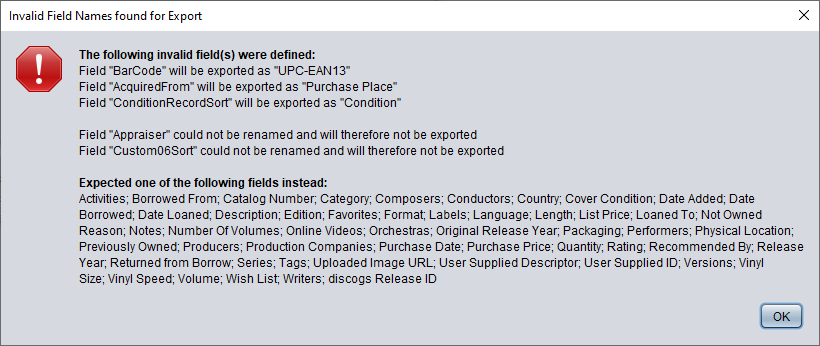 Invalid Field Names found for Export
The following invalid field(s) were defined:
Field "BarCode" will be exported as "UPC-EAN13"
Field "AcquiredFrom" will be exported as "Purchase Place"
Field "ConditionRecordSort" will be exported as "Condition"
Field "Appraiser" could not be renamed and will therefore not be exported
Field "Custom06Sort" could not be renamed and will therefore not be exported
Expected one of the following fields instead:
Activities; Borrowed From; Catalog Number; Category; Composers; Conductors; Country; Cover Condition; Date Added; Date
Borrowed; Date Loaned; Description; Edition; Favorites; Format; Labels; Language; Length; List Price; Loaned To; Not Owned
Reason; Notes; Number Of Volumes; Online Videos; Orchestras; Original Release Year; Packaging; Performers; Physical Location;
Previously Owned; Producers; Production Companies; Purchase Date; Purchase Price; Quantity; Rating; Recommended By; Release
Year; Returned from Borrow; Series; Tags; Uploaded Image URL; User Supplied Descriptor; User Supplied ID; Versions; Vinyl
Size; Vinyl Speed; Volume; Wish List; Writers; discogs Release ID
OK